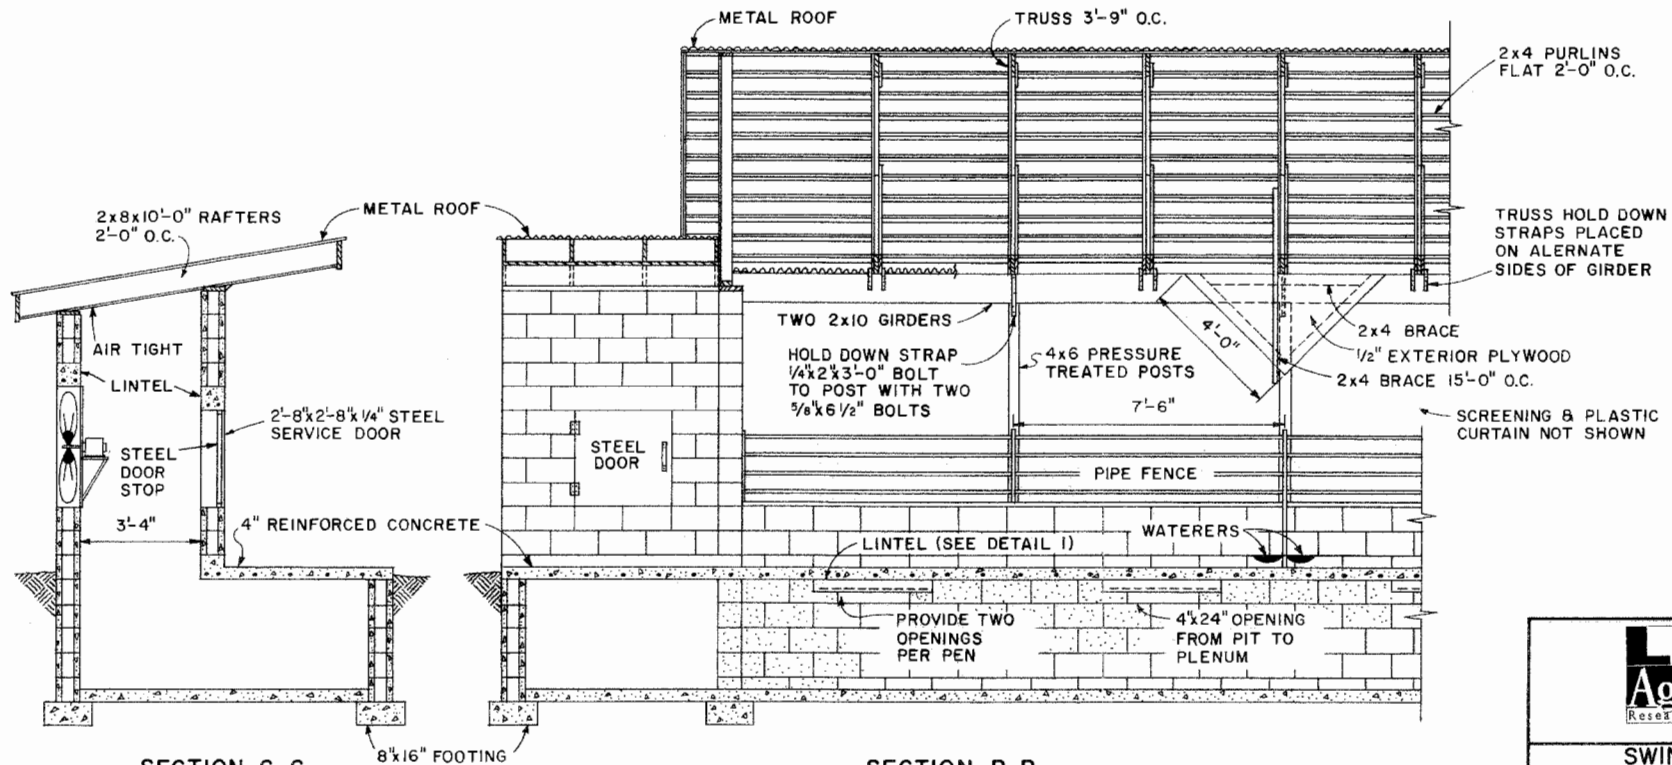 METAL ROOF
TRUSS 3'-9" O.C.
2x4 PURLINS
FLAT 2'-0" O.C.
2x8x10'-0" RAFTERS
2'-0" O.C.
METAL ROOF
TRUSS HOLD DOWN
STRAPS PLACED
ON ALERNATE
SIDES OF GIRDER
AIR TIGHT
LINTEL
2'-8"x2'-8"x1/4" STEEL
SERVICE DOOR
STEEL
DOOR
STOP
3'-4"
4" REINFORCED CONCRETE
STEEL
DOOR
TWO 2x10 GIRDERS
HOLD DOWN STRAP
1/4"x2"x3'-0" BOLT
TO POST WITH TWO
5/8"x6 1/2" BOLTS
4x6 PRESSURE
TREATED POSTS
4'-0"
7'-6"
2x4 BRACE
1/2" EXTERIOR PLYWOOD
2x4 BRACE 15'-0" O.C.
SCREENING & PLASTIC
CURTAIN NOT SHOWN
PIPE FENCE
LINTEL (SEE DETAIL 1)
WATERERS
PROVIDE TWO
OPENINGS
PER PEN
4"x24" OPENING
FROM PIT TO
PLENUM
8"x16" FOOTING
SECTION C-C
SECTION B-B
L
Ag
Resea
SWIN